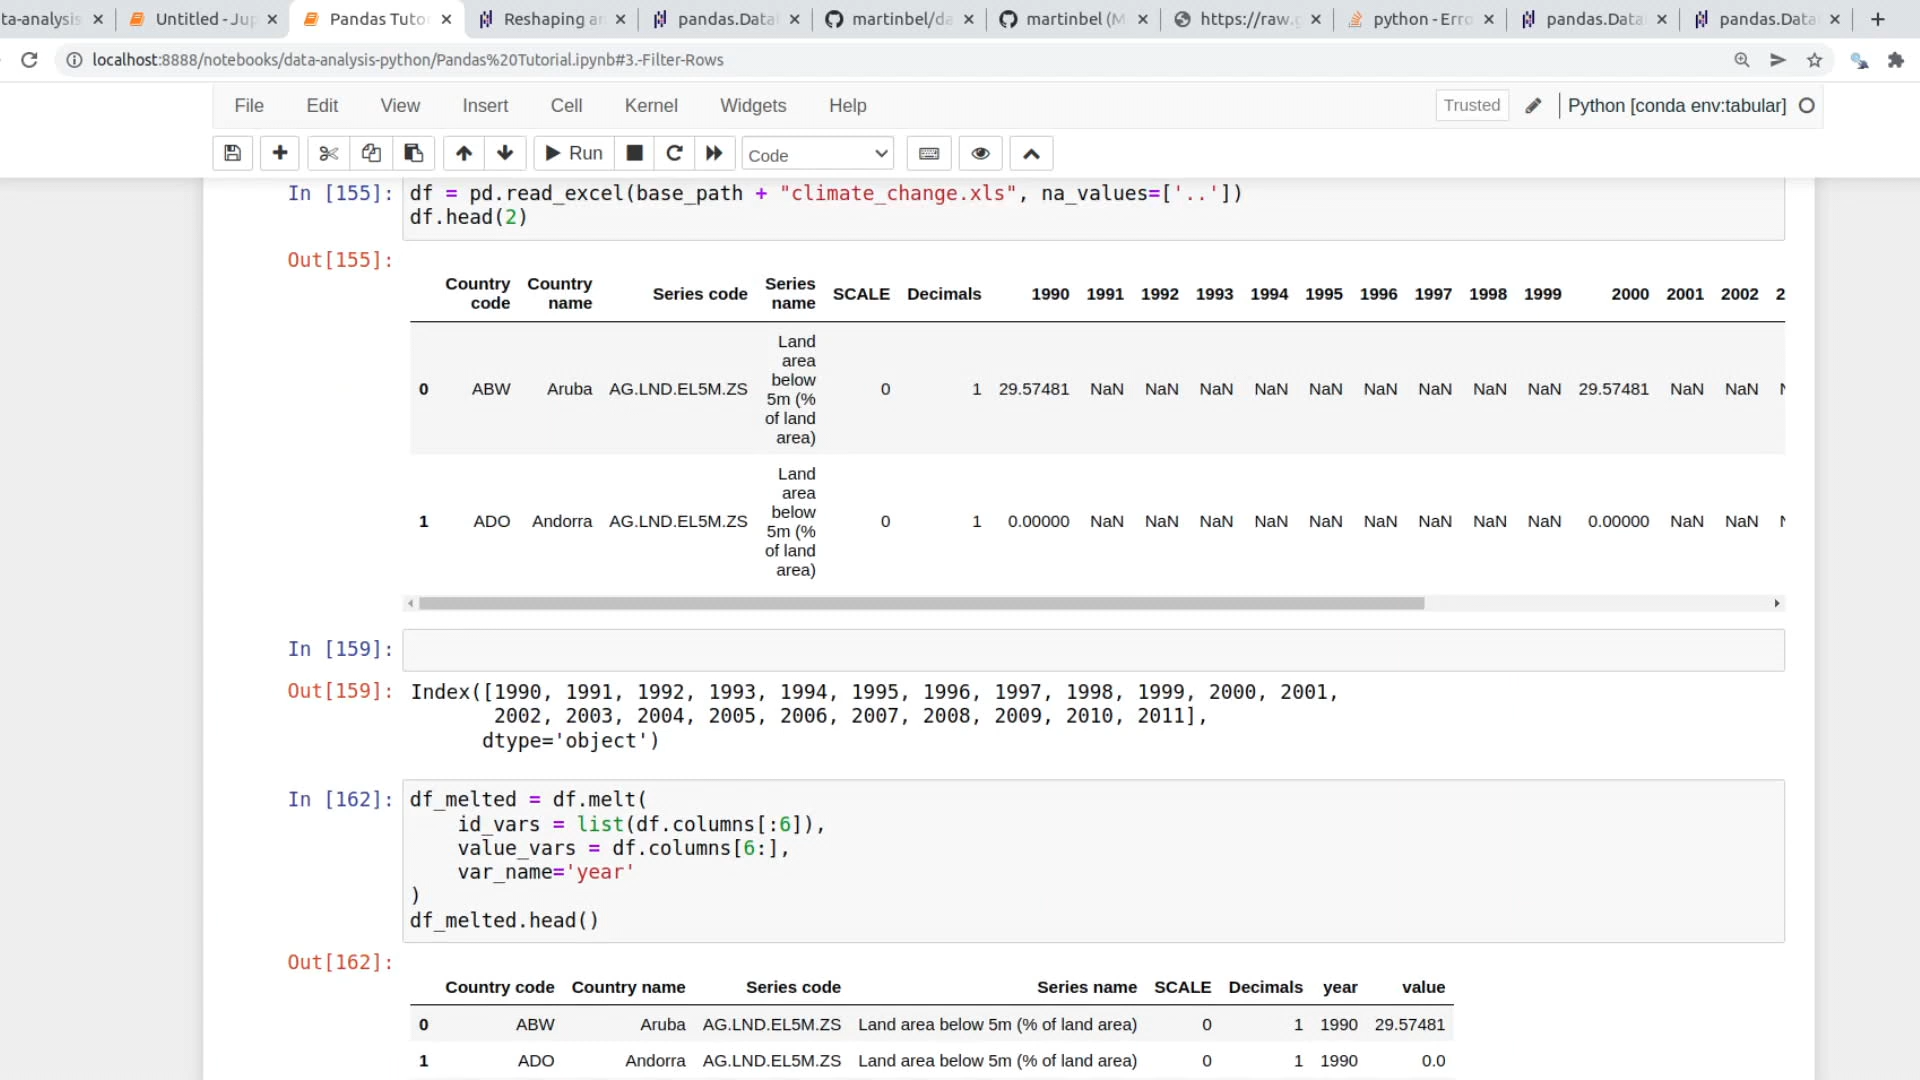 ta-analysis
Untitled - Jup
Pandas Tuto
Reshaping an
pandas.Data
martinbel/da
martinbel (M
https://raw.g
python - Erro
pandas.Data
pandas.Data
localhost:8888/notebooks/data-analysis-python/Pandas%20Tutorial.ipynb#3.-Filter-Rows
File Edit View Insert Cell Kernel Widgets Help Trusted Python [conda env:tabular]
Run Code
In [155]: df = pd.read_excel(base_path + "climate_change.xls", na_values=['..'])
df.head(2)
Out[155]:
Country code Country name Series code Series name SCALE Decimals 1990 1991 1992 1993 1994 1995 1996 1997 1998 1999 2000 2001 2002 2
0 ABW Aruba AG.LND.EL5M.ZS Land area below 5m (% of land area) 0 1 29.57481 NaN NaN NaN NaN NaN NaN NaN NaN NaN 29.57481 NaN NaN N
1 ADO Andorra AG.LND.EL5M.ZS Land area below 5m (% of land area) 0 1 0.00000 NaN NaN NaN NaN NaN NaN NaN NaN NaN 0.00000 NaN NaN N
In [159]:
Out[159]: Index([1990, 1991, 1992, 1993, 1994, 1995, 1996, 1997, 1998, 1999, 2000, 2001,
2002, 2003, 2004, 2005, 2006, 2007, 2008, 2009, 2010, 2011],
dtype='object')
In [162]: df_melted = df.melt(
id_vars = list(df.columns[:6]),
value_vars = df.columns[6:],
var_name='year'
)
df_melted.head()
Out[162]:
Country code Country name Series code Series name SCALE Decimals year value
0 ABW Aruba AG.LND.EL5M.ZS Land area below 5m (% of land area) 0 1 1990 29.57481
1 ADO Andorra AG.LND.EL5M.ZS Land area below 5m (% of land area) 0 1 1990 0.0